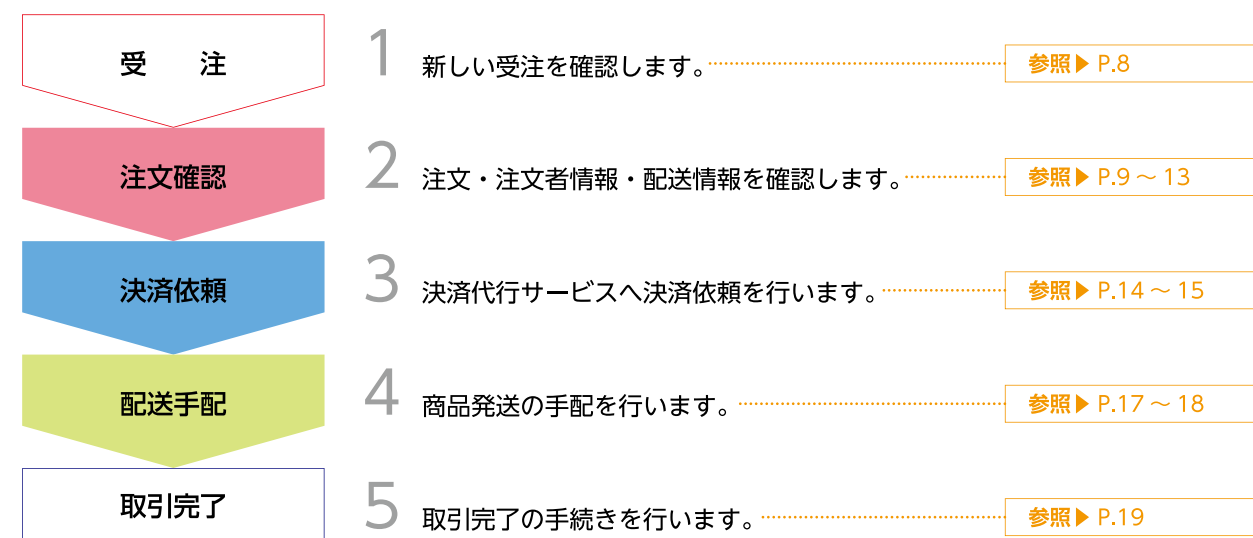 受　注
1 新しい受注を確認します。 参照▶ P.8
注文確認
2 注文・注文者情報・配送情報を確認します。 参照▶ P.9～13
決済依頼
3 決済代行サービスへ決済依頼を行います。 参照▶ P.14～15
配送手配
4 商品発送の手配を行います。 参照▶ P.17～18
取引完了
5 取引完了の手続きを行います。 参照▶ P.19